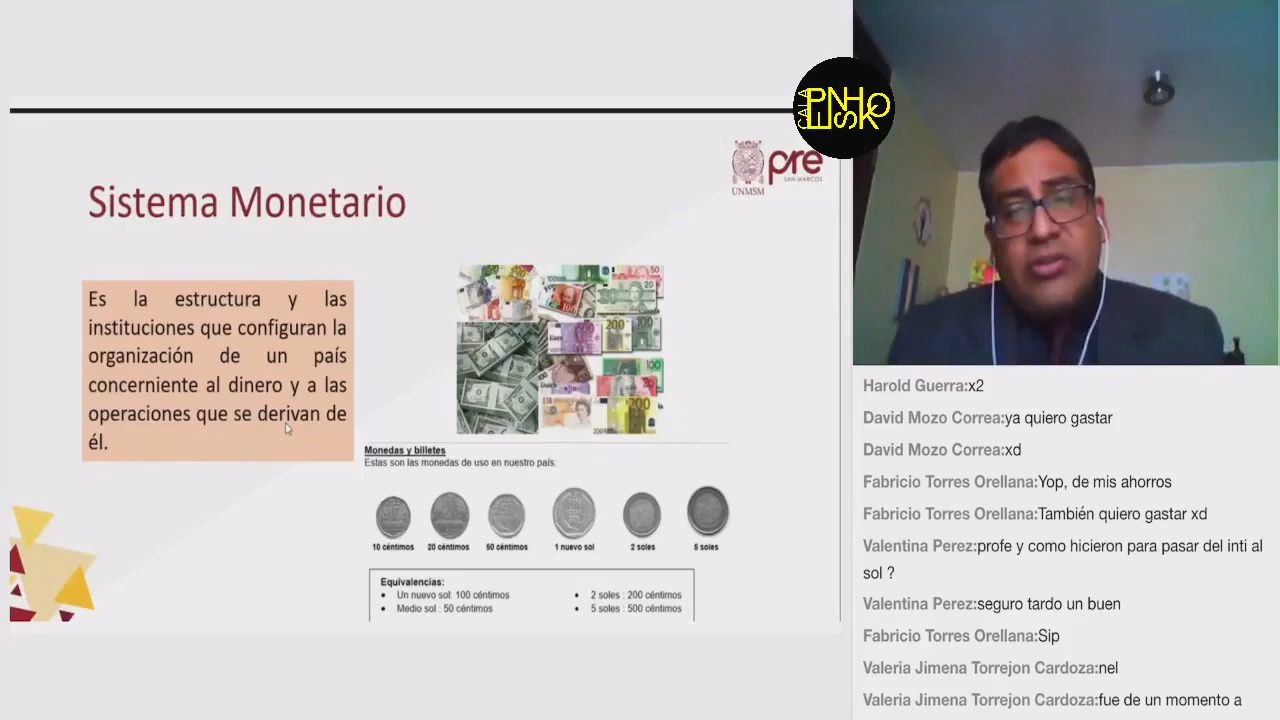 CALA
PNHO
ESK
UNMSM
pre
SAN MARCOS
Sistema Monetario
Es la estructura y las
instituciones que configuran la
organización de un país
concerniente al dinero y a las
operaciones que se derivan de
él.
Monedas y billetes
Estas son las monedas de uso en nuestro país:
10 céntimos 20 céntimos 50 céntimos 1 nuevo sol 2 soles 5 soles
Equivalencias:
• Un nuevo sol: 100 céntimos • 2 soles : 200 céntimos
• Medio sol : 50 céntimos • 5 soles : 500 céntimos
Harold Guerra:x2
David Mozo Correa:ya quiero gastar
David Mozo Correa:xd
Fabricio Torres Orellana:Yop, de mis ahorros
Fabricio Torres Orellana:También quiero gastar xd
Valentina Perez:profe y como hicieron para pasar del inti al
sol ?
Valentina Perez:seguro tardo un buen
Fabricio Torres Orellana:Sip
Valeria Jimena Torrejon Cardoza:nel
Valeria Jimena Torrejon Cardoza:fue de un momento a